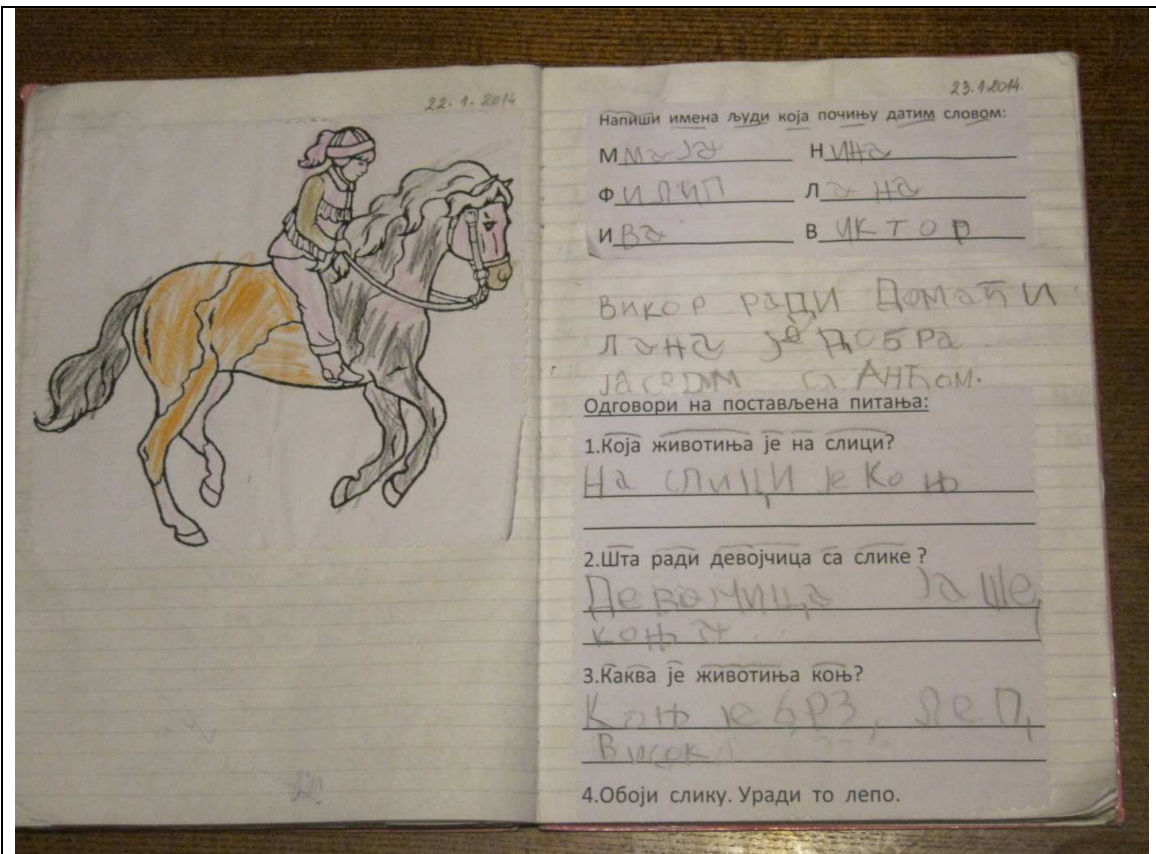 22. 1. 2014
23.1.2014.
Напиши имена људи која почињу датим словом:
М маја Н ина
Ф илип Л ана
И ва В иктор
Викор ради Домаћи
лана је добра
ја седим са Анђом.
Одговори на постављена питања:
1.Која животиња је на слици?
На слици је Коњ
2.Шта ради девојчица са слике ?
Девојчица јаше
коња
3.Каква је животиња коњ?
Коњ је брз, леп,
Висок
4.Обоји слику. Уради то лепо.